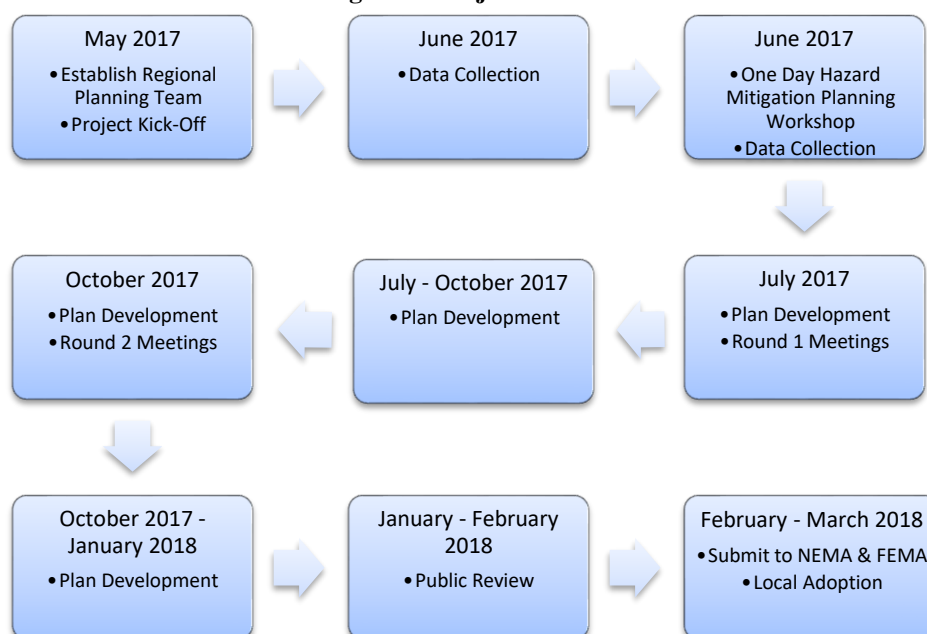 May 2017
•Establish Regional
Planning Team
•Project Kick-Off
June 2017
•Data Collection
June 2017
•One Day Hazard
Mitigation Planning
Workshop
•Data Collection
July 2017
•Plan Development
•Round 1 Meetings
July - October 2017
•Plan Development
October 2017
•Plan Development
•Round 2 Meetings
October 2017 -
January 2018
•Plan Development
January - February
2018
•Public Review
February - March 2018
•Submit to NEMA & FEMA
•Local Adoption